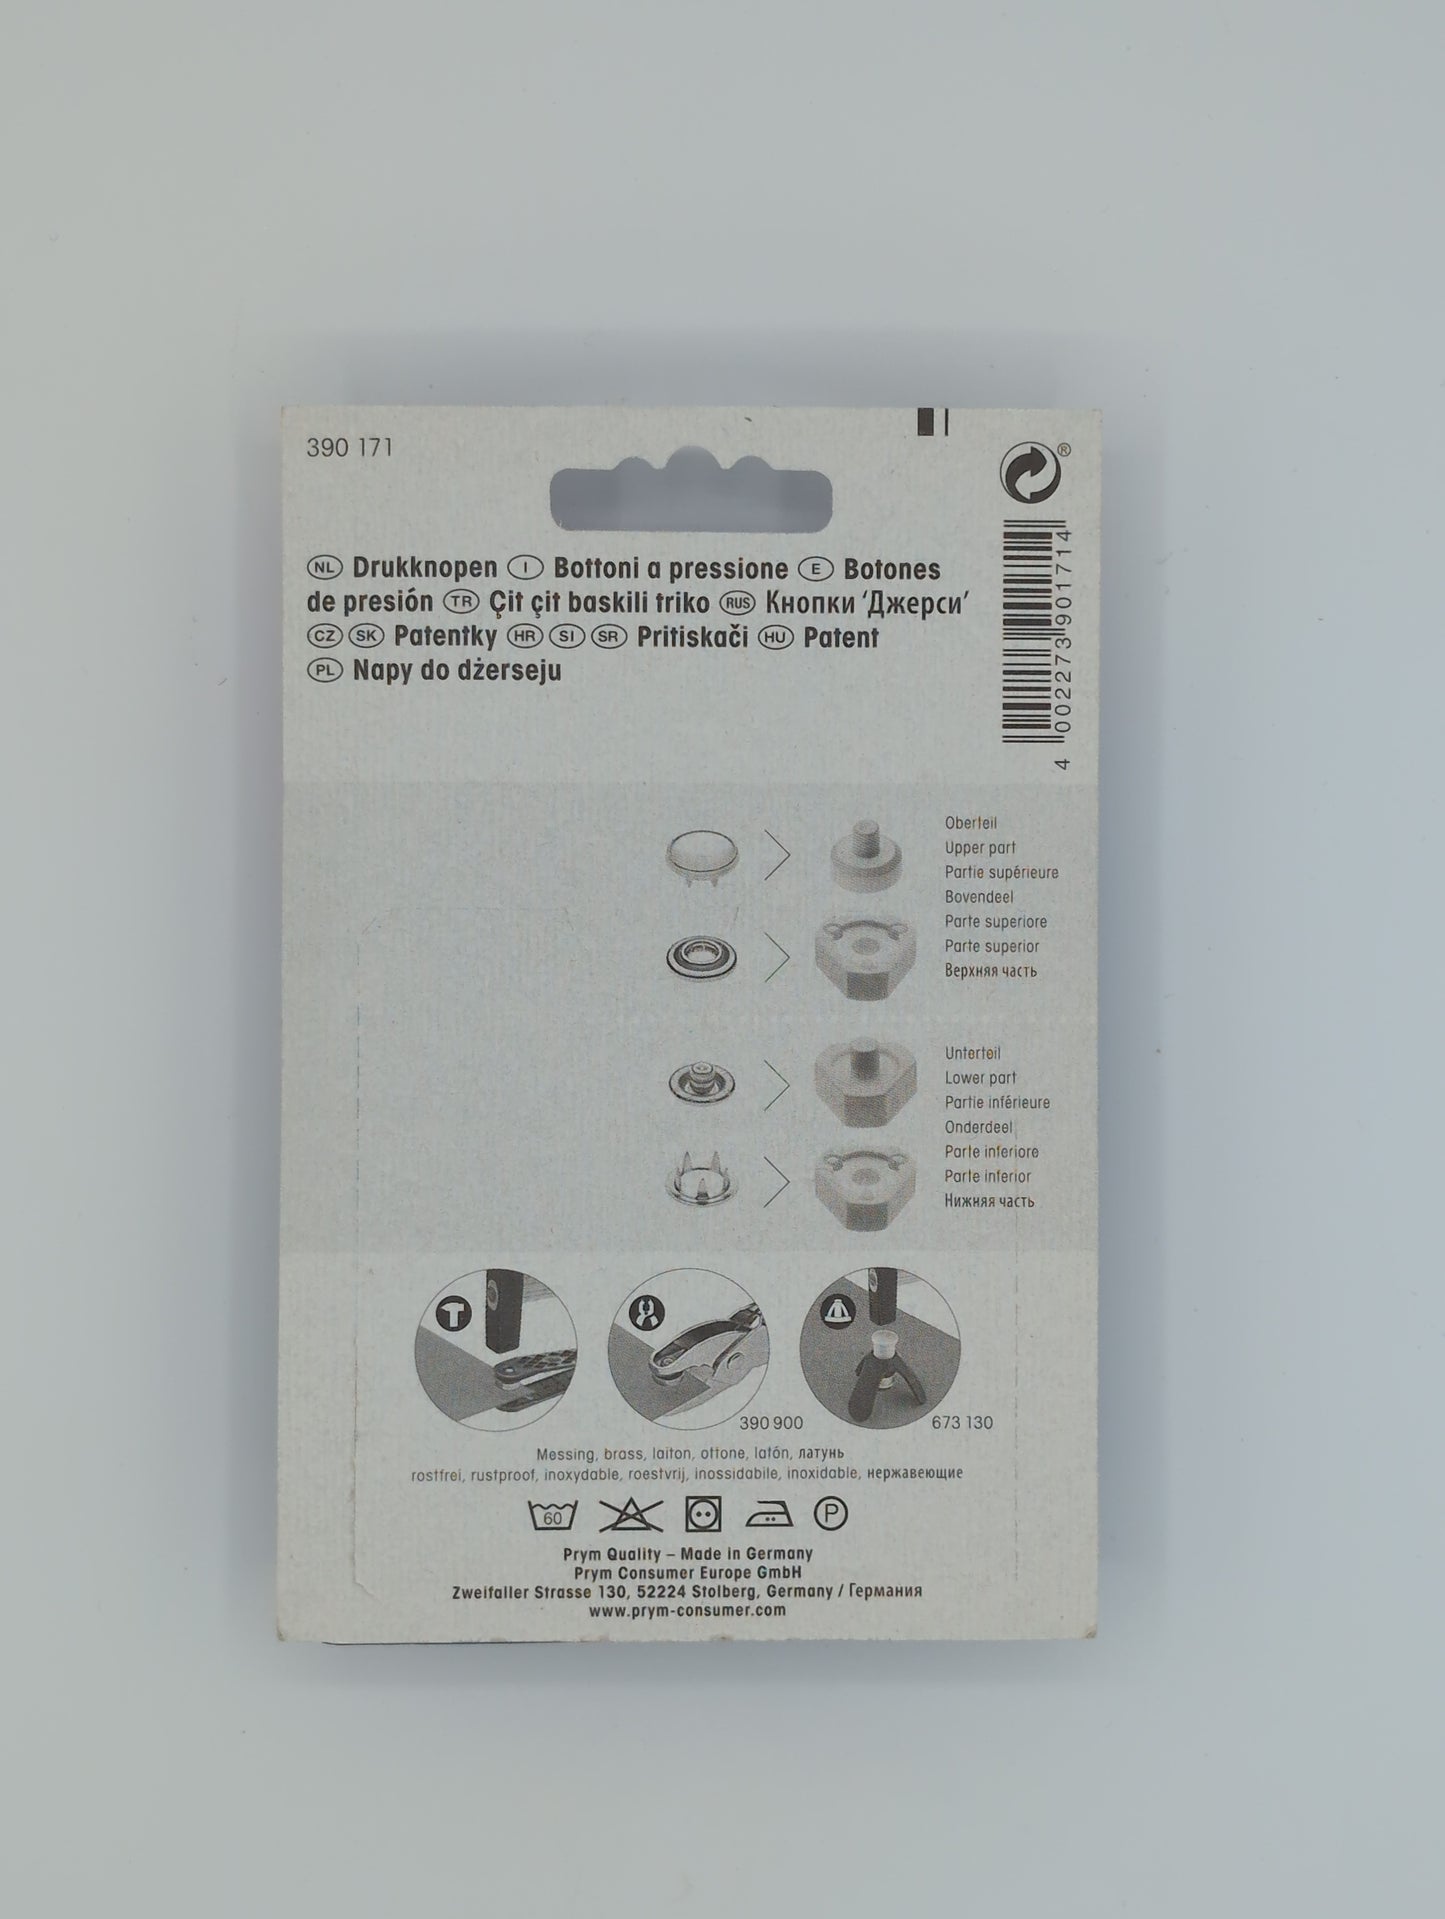 390 171
®
NL Drukknopen I Bottoni a pressione E Botones
de presión TR Çit çit baskili triko RUS Кнопки ‘Джерси’
CZ SK Patentky HR SI SR Pritiskači HU Patent
PL Napy do dżerseju
4 002273 901714
Oberteil
Upper part
Partie supérieure
Bovendeel
Parte superiore
Parte superior
Верхняя часть
Unterteil
Lower part
Partie inférieure
Onderdeel
Parte inferiore
Parte inferior
Нижняя часть
390 900
673 130
Messing, brass, laiton, ottone, latón, латунь
rostfrei, rustproof, inoxydable, roestvrij, inossidabile, inoxidable, нержавеющие
60 P
Prym Quality – Made in Germany
Prym Consumer Europe GmbH
Zweifaller Strasse 130, 52224 Stolberg, Germany / Германия
www.prym-consumer.com